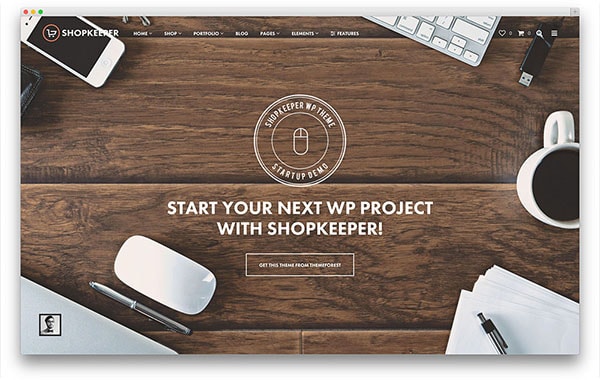 SHOPKEEPER
HOME
SHOP
PORTFOLIO
BLOG
PAGES
ELEMENTS
FEATURES
0
0
SHOPKEEPER WP THEME
STARTUP DEMO
START YOUR NEXT WP PROJECT
WITH SHOPKEEPER!
GET THIS THEME FROM THEMEFOREST